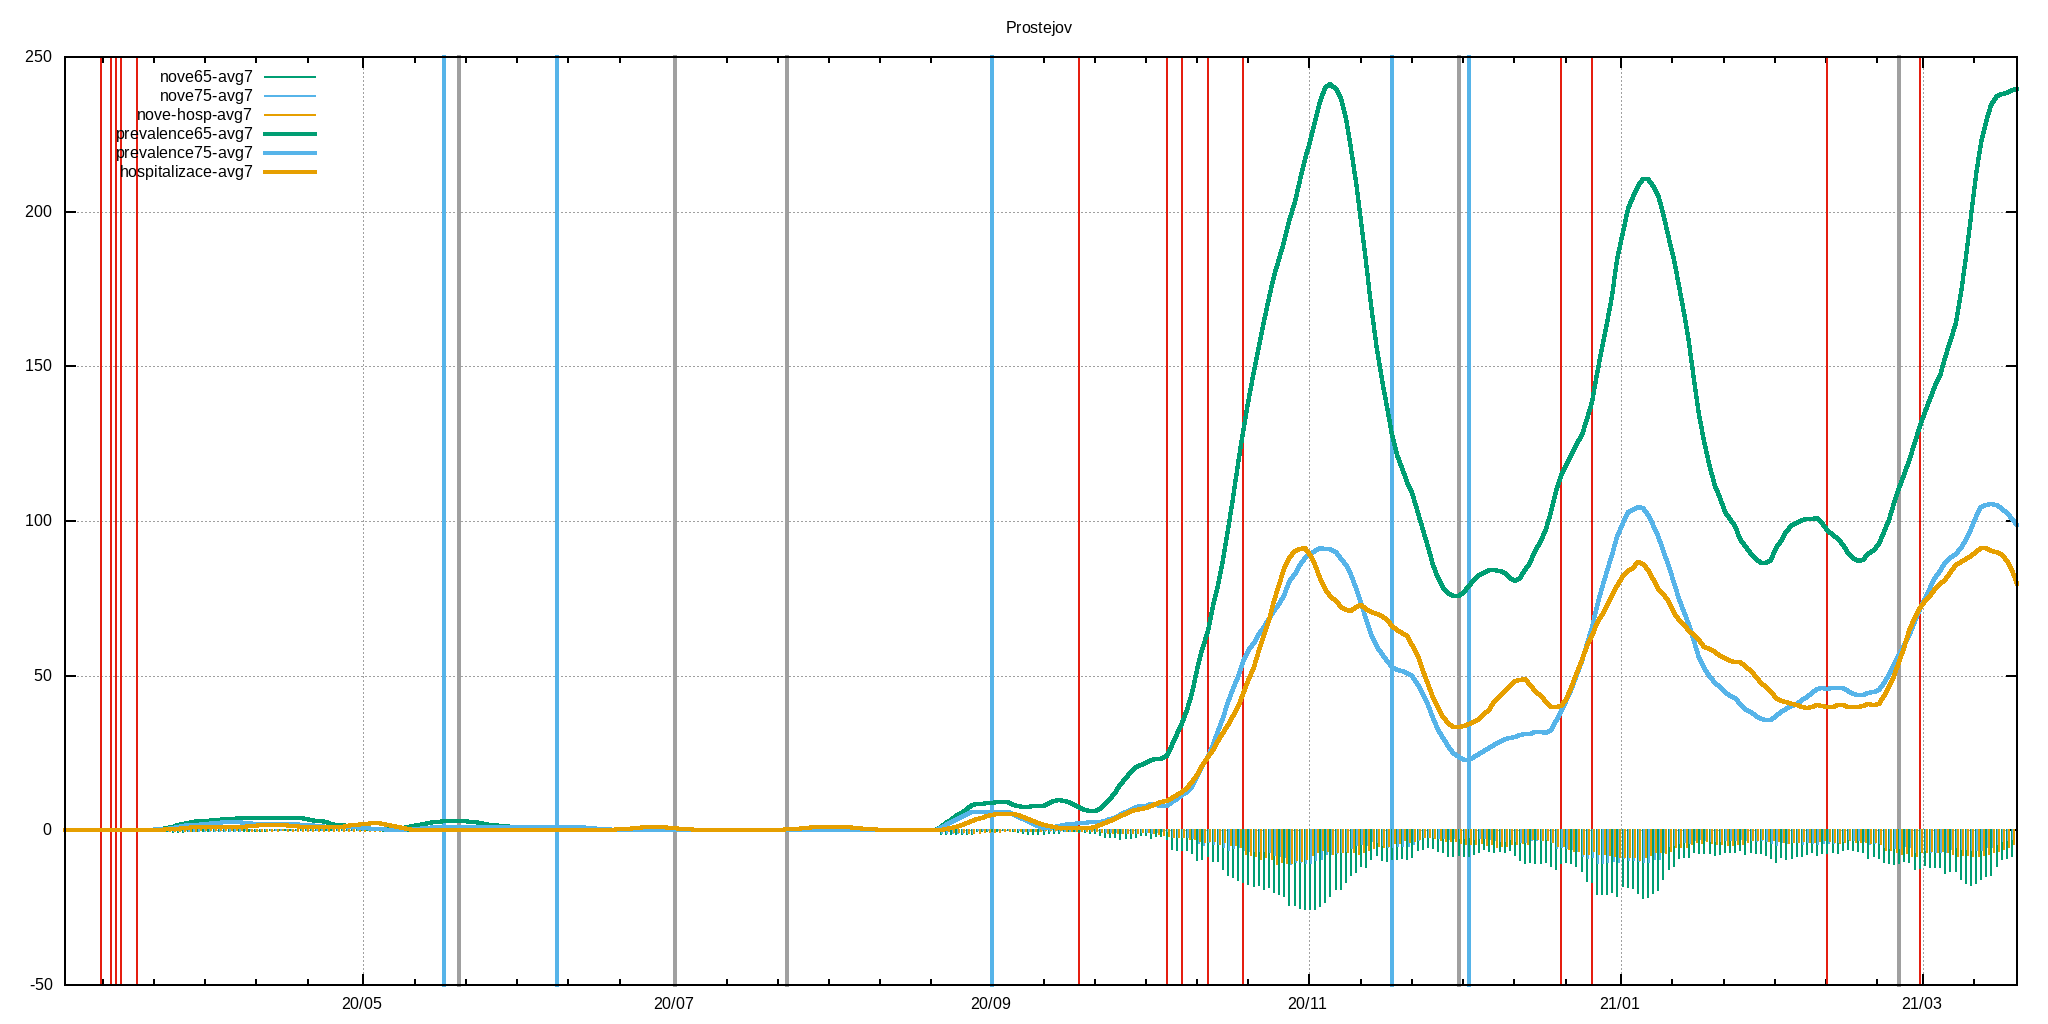 Prostejov
250
nove65-avg7
nove75-avg7
nove-hosp-avg7
prevalence65-avg7
prevalence75-avg7
hospitalizace-avg7
200
150
100
50
0
-50
20/05 20/07 20/09 20/11 21/01 21/03